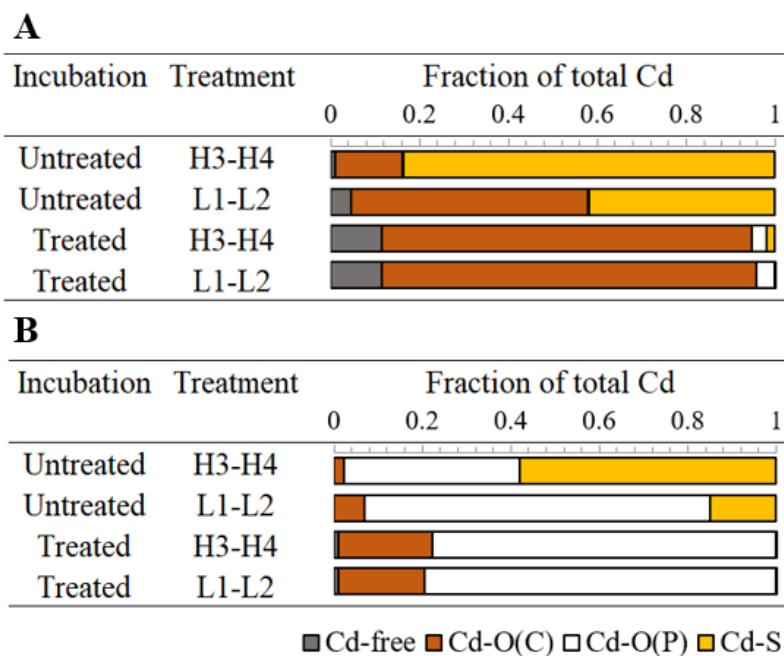 A
Incubation Treatment Fraction of total Cd
0 0.2 0.4 0.6 0.8 1
Untreated H3-H4
Untreated L1-L2
Treated H3-H4
Treated L1-L2
B
Incubation Treatment Fraction of total Cd
0 0.2 0.4 0.6 0.8 1
Untreated H3-H4
Untreated L1-L2
Treated H3-H4
Treated L1-L2
Cd-free Cd-O(C) Cd-O(P) Cd-S